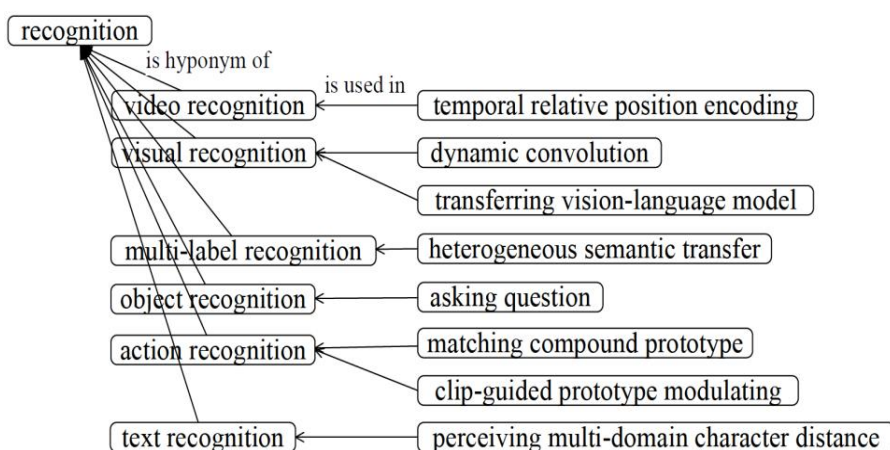 recognition
is hyponym of
is used in
video recognition
temporal relative position encoding
visual recognition
dynamic convolution
transferring vision-language model
multi-label recognition
heterogeneous semantic transfer
object recognition
asking question
action recognition
matching compound prototype
clip-guided prototype modulating
text recognition
perceiving multi-domain character distance